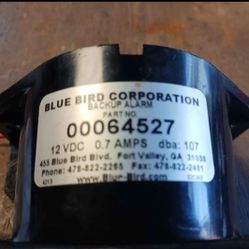 BLUE BIRD CORPORATION
BACKUP ALARM
PART NO.
00064527
12 VDC 0.7 AMPS dba: 107
455 Blue Bird Blvd. Fort Valley, GA 31030
Phone: 478-822-2265 Fax: 478-822-2451
www.Blue-Bird.com